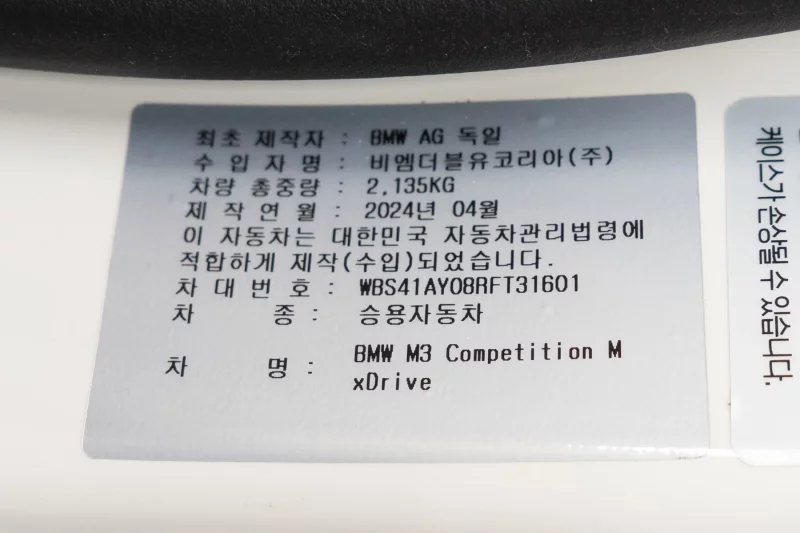 최초 제작자 : BMW AG 독일
수 입 자 명 : 비엠더블유코리아(주)
차량 총중량 : 2,135KG
제 작 연 월 : 2024년 04월
이 자동차는 대한민국 자동차관리법령에
적합하게 제작(수입)되었습니다.
차 대 번 호 : WBS41AY08RFT31601
차 종 : 승용자동차
차 명 : BMW M3 Competition M
xDrive
케이스가 손상될 수 있습니다.